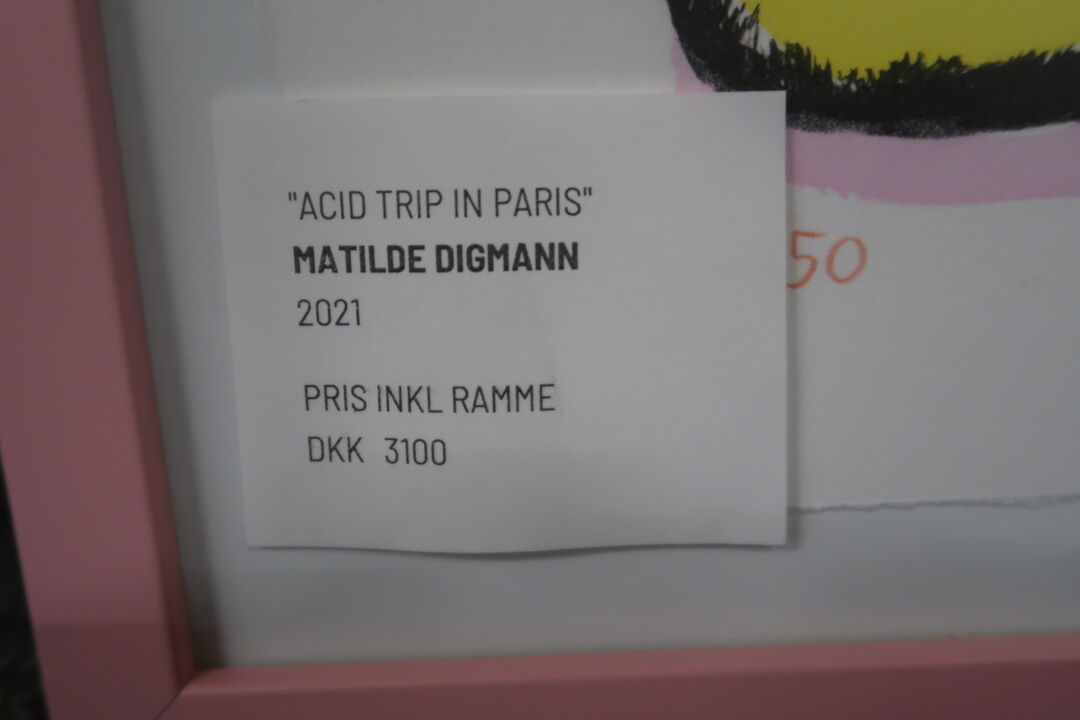 "ACID TRIP IN PARIS"
MATILDE DIGMANN
2021
PRIS INKL RAMME
DKK 3100
50